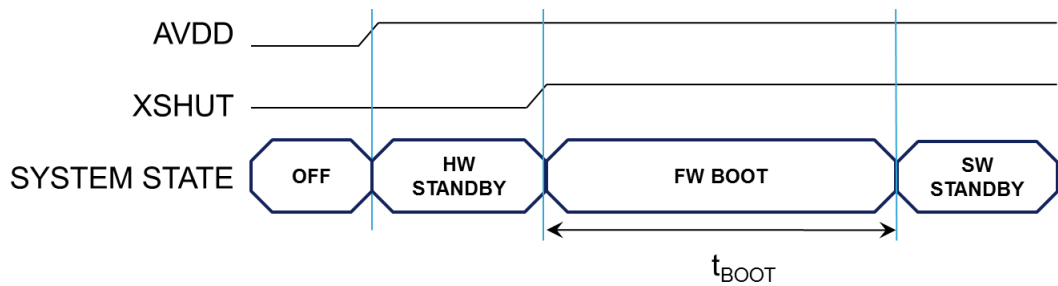 AVDD
XSHUT
SYSTEM STATE
OFF
HW
STANDBY
FW BOOT
SW
STANDBY
tBOOT